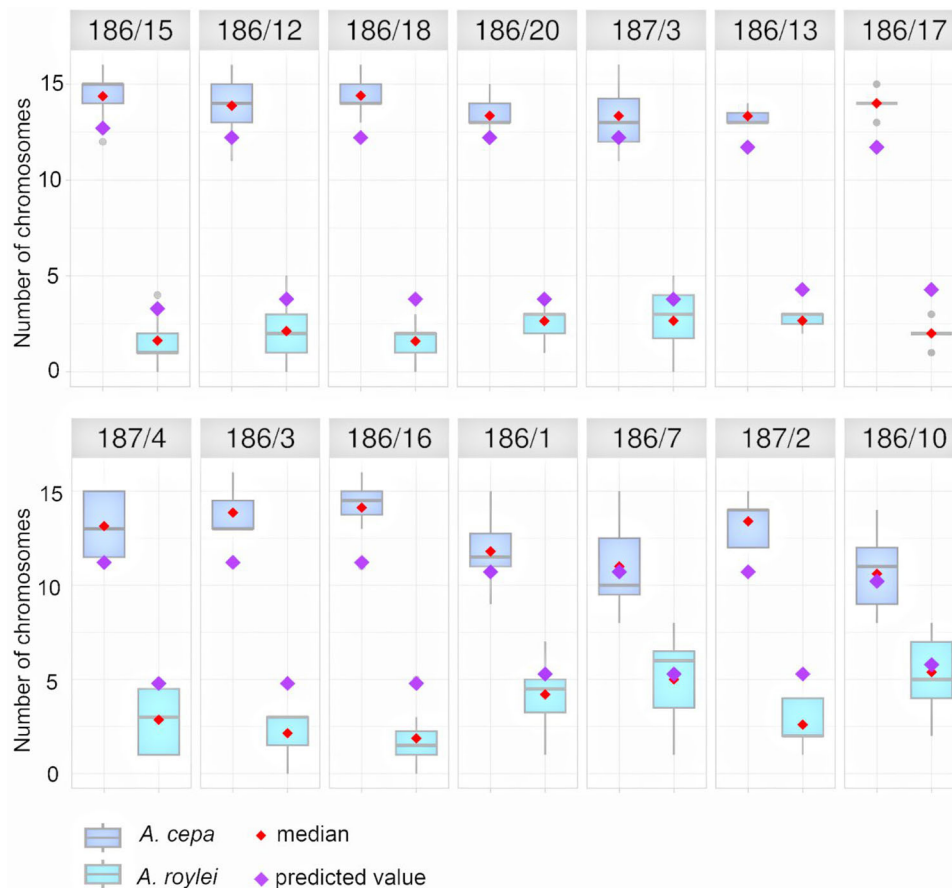 186/15 186/12 186/18 186/20 187/3 186/13 186/17
Number of chromosomes
15
10
5
0
187/4 186/3 186/16 186/1 186/7 187/2 186/10
Number of chromosomes
15
10
5
0
A. cepa median
A. roylei predicted value